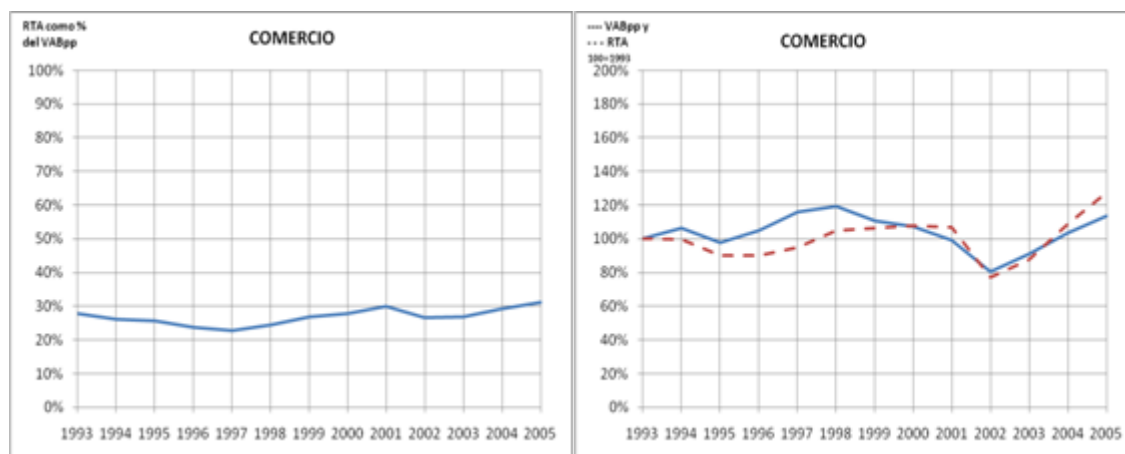 RTA como %
del VABpp
COMERCIO
100%
90%
80%
70%
60%
50%
40%
30%
20%
10%
0%
1993 1994 1995 1996 1997 1998 1999 2000 2001 2002 2003 2004 2005
---- VABpp y
- - - RTA
100=1993
COMERCIO
200%
180%
160%
140%
120%
100%
80%
60%
40%
20%
0%
1993 1994 1995 1996 1997 1998 1999 2000 2001 2002 2003 2004 2005